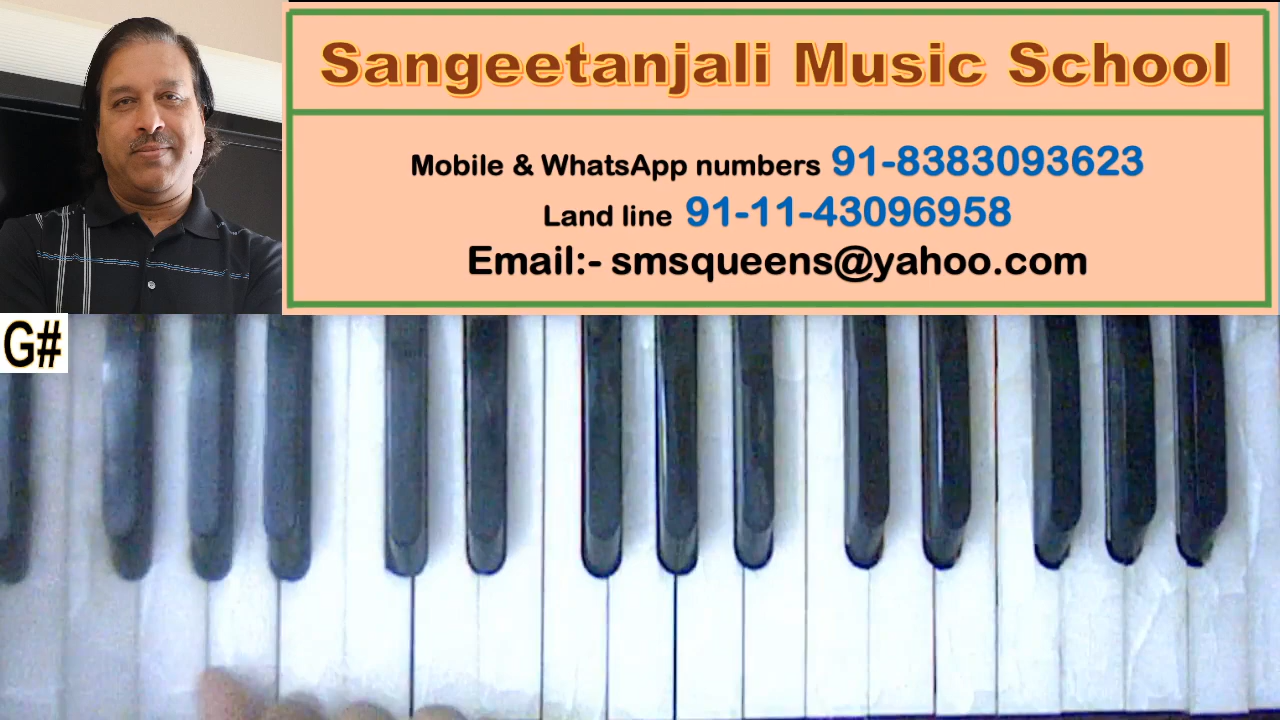 Sangeetanjali Music School
Mobile & WhatsApp numbers 91-8383093623
Land line 91-11-43096958
Email:- smsqueens@yahoo.com
G#